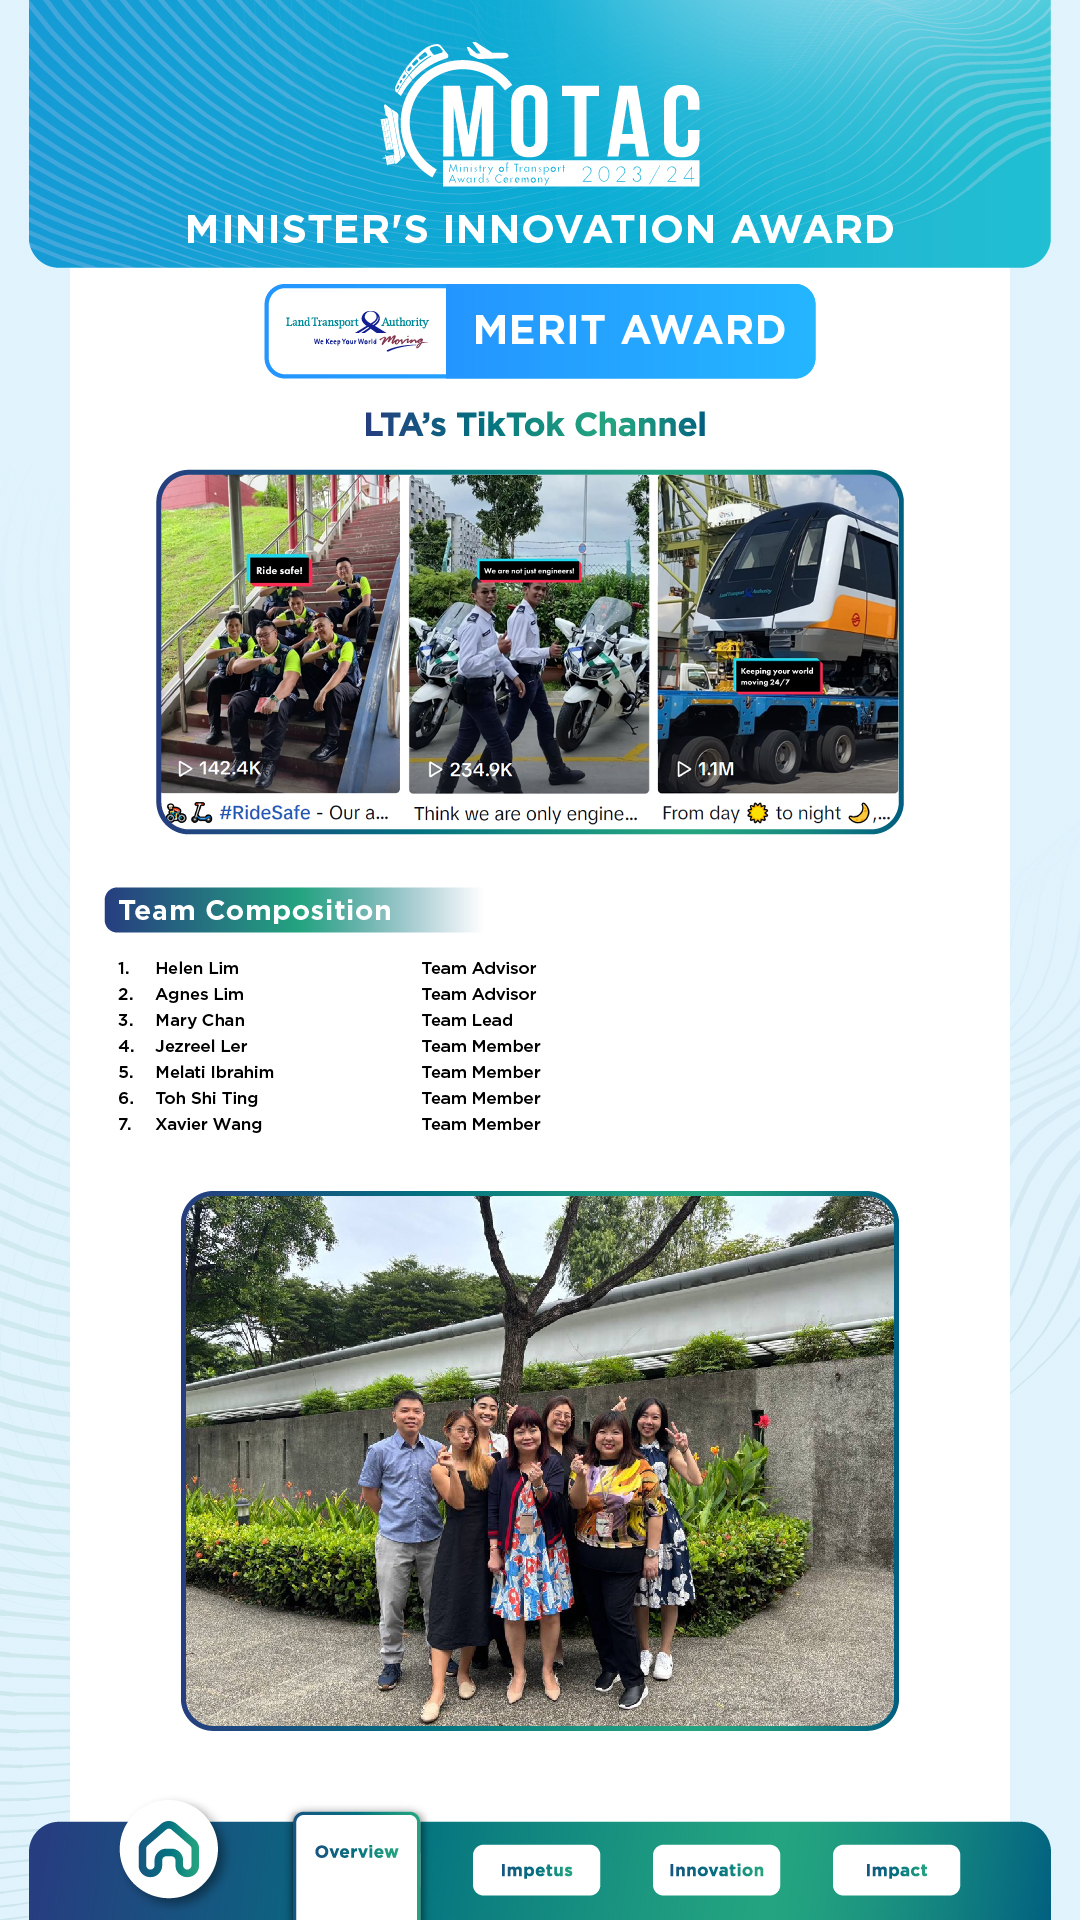 MOTAC
Ministry of Transport
Awards Ceremony
2023/24
MINISTER'S INNOVATION AWARD
Land Transport Authority
We Keep Your World Moving
MERIT AWARD
LTA’s TikTok Channel
Ride safe!
142.4K
#RideSafe - Our a...
We are not just engineers!
234.9K
Think we are only engine...
Land Transport Authority
Keeping your world
moving 24/7
1.1M
From day to night ,...
Team Composition
1. Helen Lim Team Advisor
2. Agnes Lim Team Advisor
3. Mary Chan Team Lead
4. Jezreel Ler Team Member
5. Melati Ibrahim Team Member
6. Toh Shi Ting Team Member
7. Xavier Wang Team Member
Overview
Impetus
Innovation
Impact